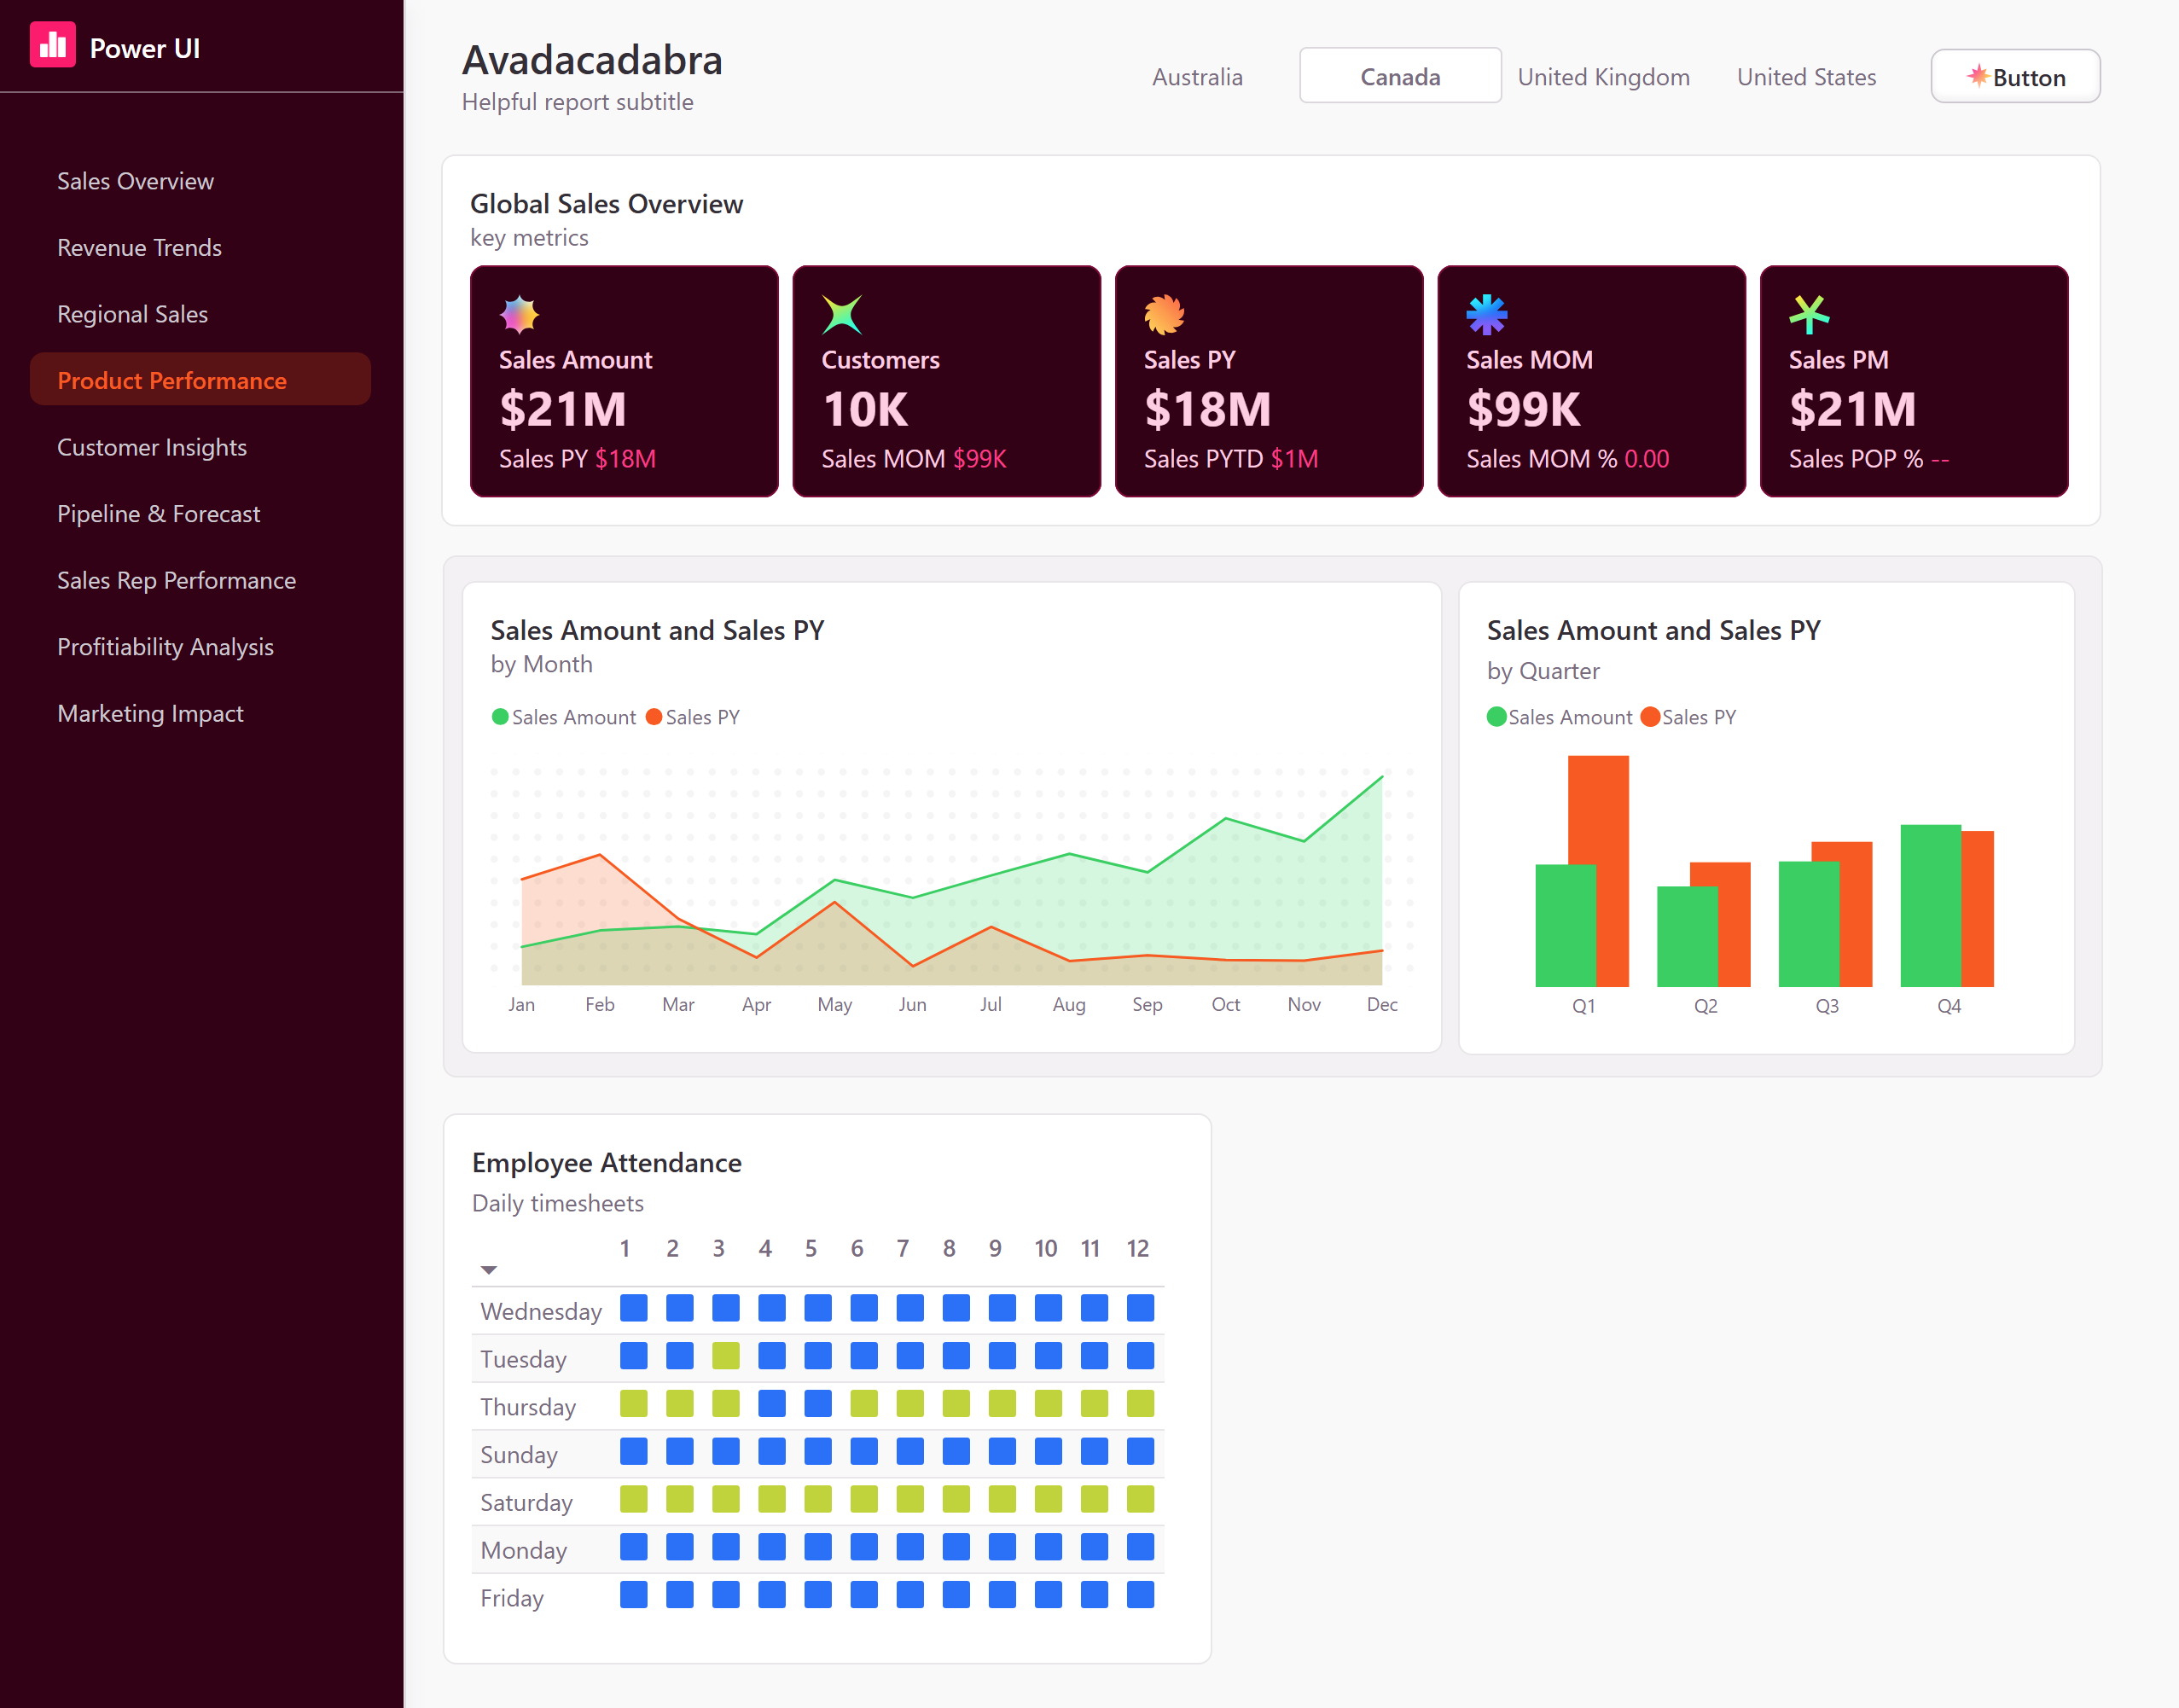 Power UI
Sales Overview
Revenue Trends
Regional Sales
Product Performance
Customer Insights
Pipeline & Forecast
Sales Rep Performance
Profitiability Analysis
Marketing Impact
Avadacadabra
Helpful report subtitle
Australia Canada United Kingdom United States Button
Global Sales Overview
key metrics
Sales Amount
$21M
Sales PY $18M
Customers
10K
Sales MOM $99K
Sales PY
$18M
Sales PYTD $1M
Sales MOM
$99K
Sales MOM % 0.00
Sales PM
$21M
Sales POP % --
Sales Amount and Sales PY
by Month
Sales Amount Sales PY
Jan Feb Mar Apr May Jun Jul Aug Sep Oct Nov Dec
Sales Amount and Sales PY
by Quarter
Sales Amount Sales PY
Q1 Q2 Q3 Q4
Employee Attendance
Daily timesheets
1 2 3 4 5 6 7 8 9 10 11 12
Wednesday
Tuesday
Thursday
Sunday
Saturday
Monday
Friday